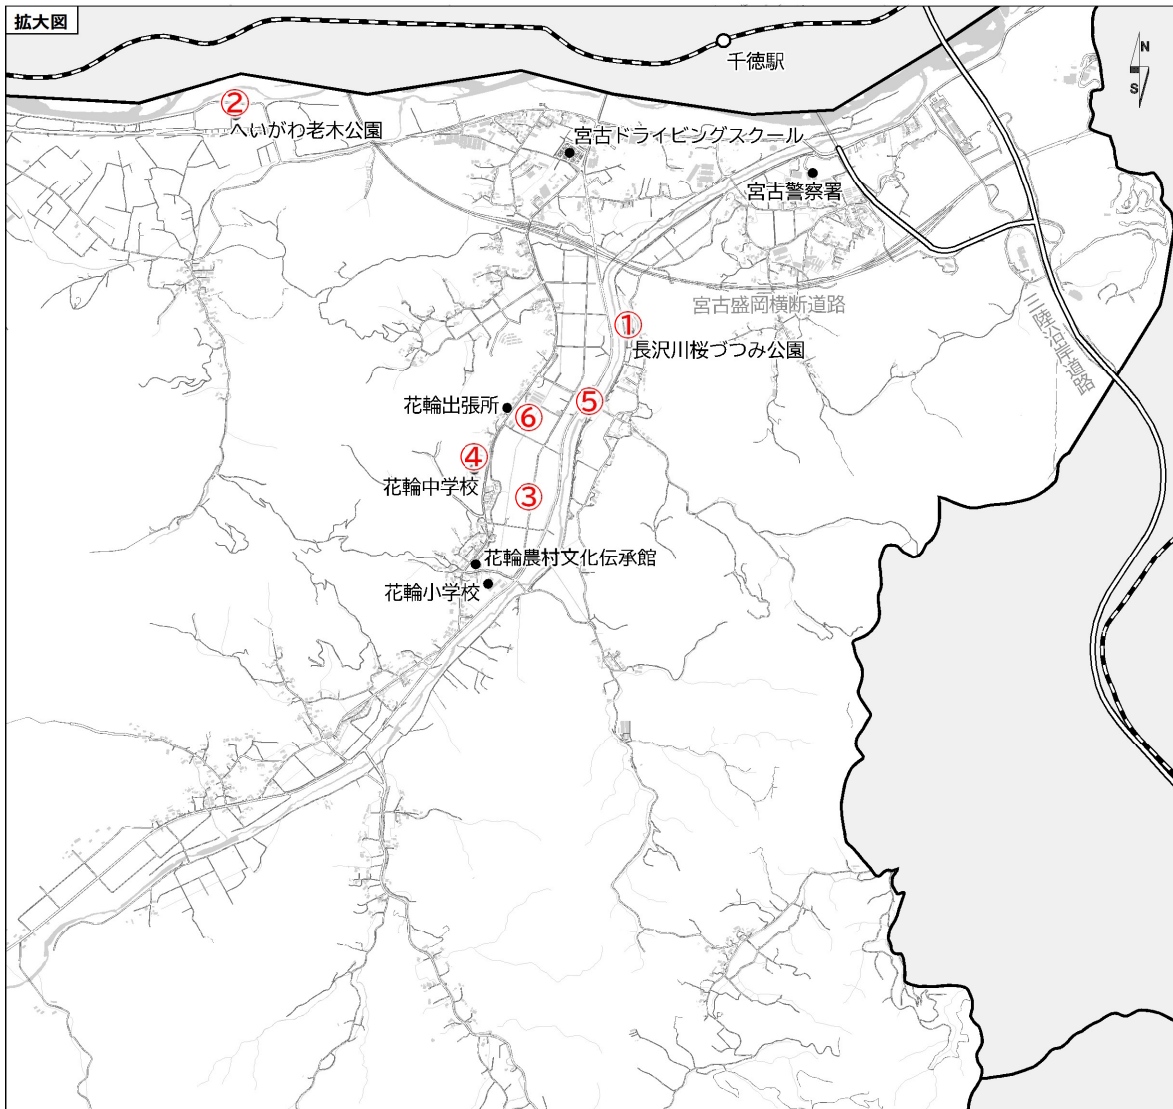 拡大図
千徳駅
N
S
②
へいがわ老木公園
宮古ドライビングスクール
宮古警察署
宮古盛岡横断道路
三陸沿岸道路
①
長沢川桜づつみ公園
⑤
花輪出張所
⑥
④
花輪中学校
③
花輪農村文化伝承館
花輪小学校